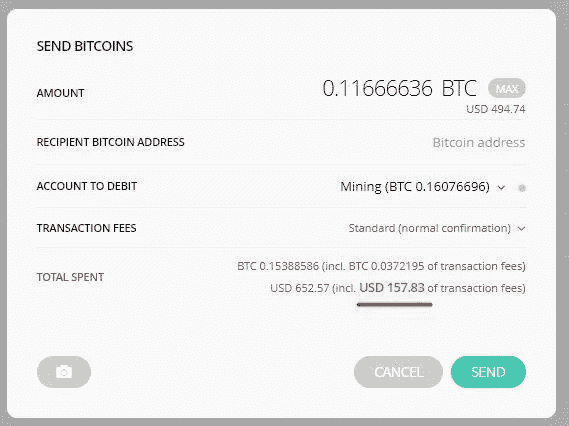 SEND BITCOINS
AMOUNT 0.11666636 BTC MAX
USD 494.74
RECIPIENT BITCOIN ADDRESS Bitcoin address
ACCOUNT TO DEBIT Mining (BTC 0.16076696)
TRANSACTION FEES Standard (normal confirmation)
TOTAL SPENT BTC 0.15388586 (incl. BTC 0.0372195 of transaction fees)
USD 652.57 (incl. USD 157.83 of transaction fees)
CANCEL SEND